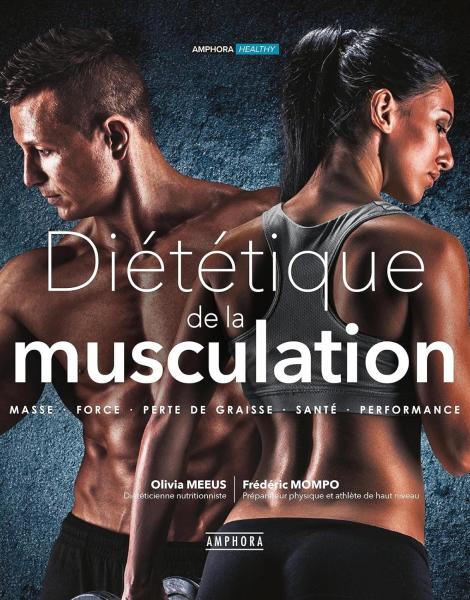 AMPHORA HEALTHY
Diététique
de la
musculation
MASSE · FORCE · PERTE DE GRAISSE · SANTÉ · PERFORMANCE
Olivia MEEUS
Diététicienne nutritionniste
Frédéric MOMPO
Préparateur physique et athlète de haut niveau
AMPHORA